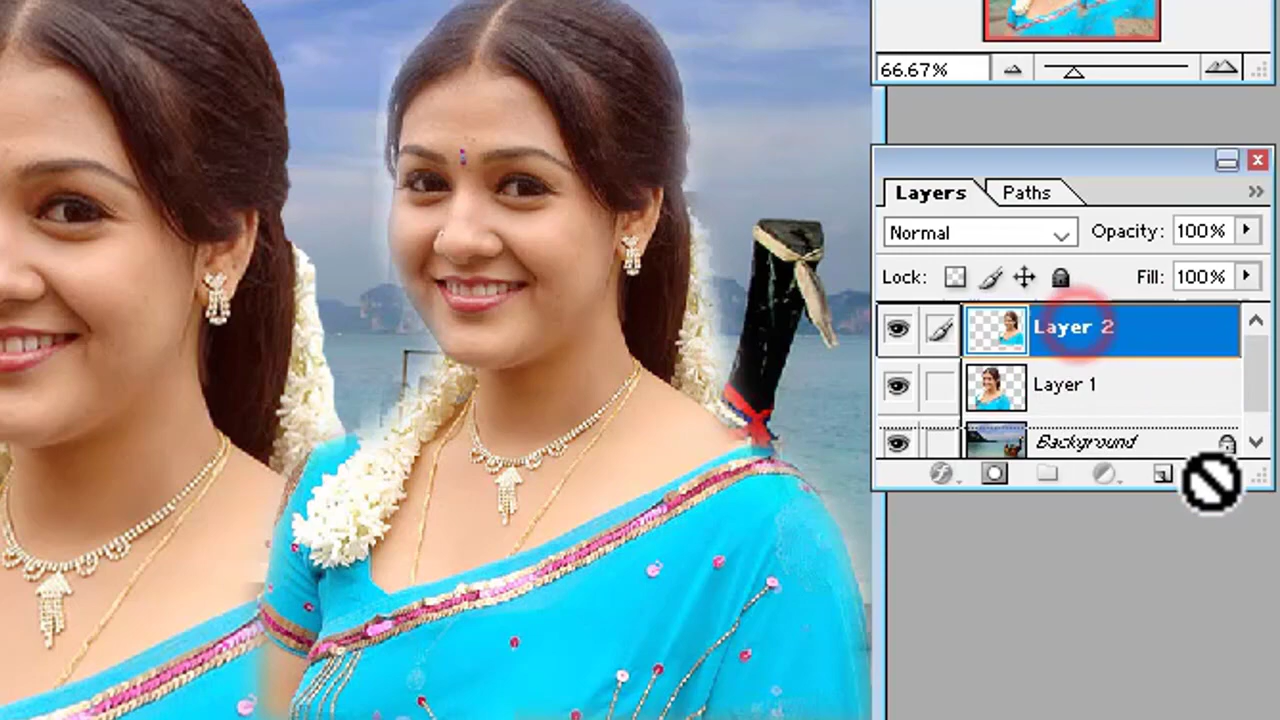 66.67%
Layers Paths
Normal Opacity: 100%
Lock: Fill: 100%
Layer 2
Layer 1
Background